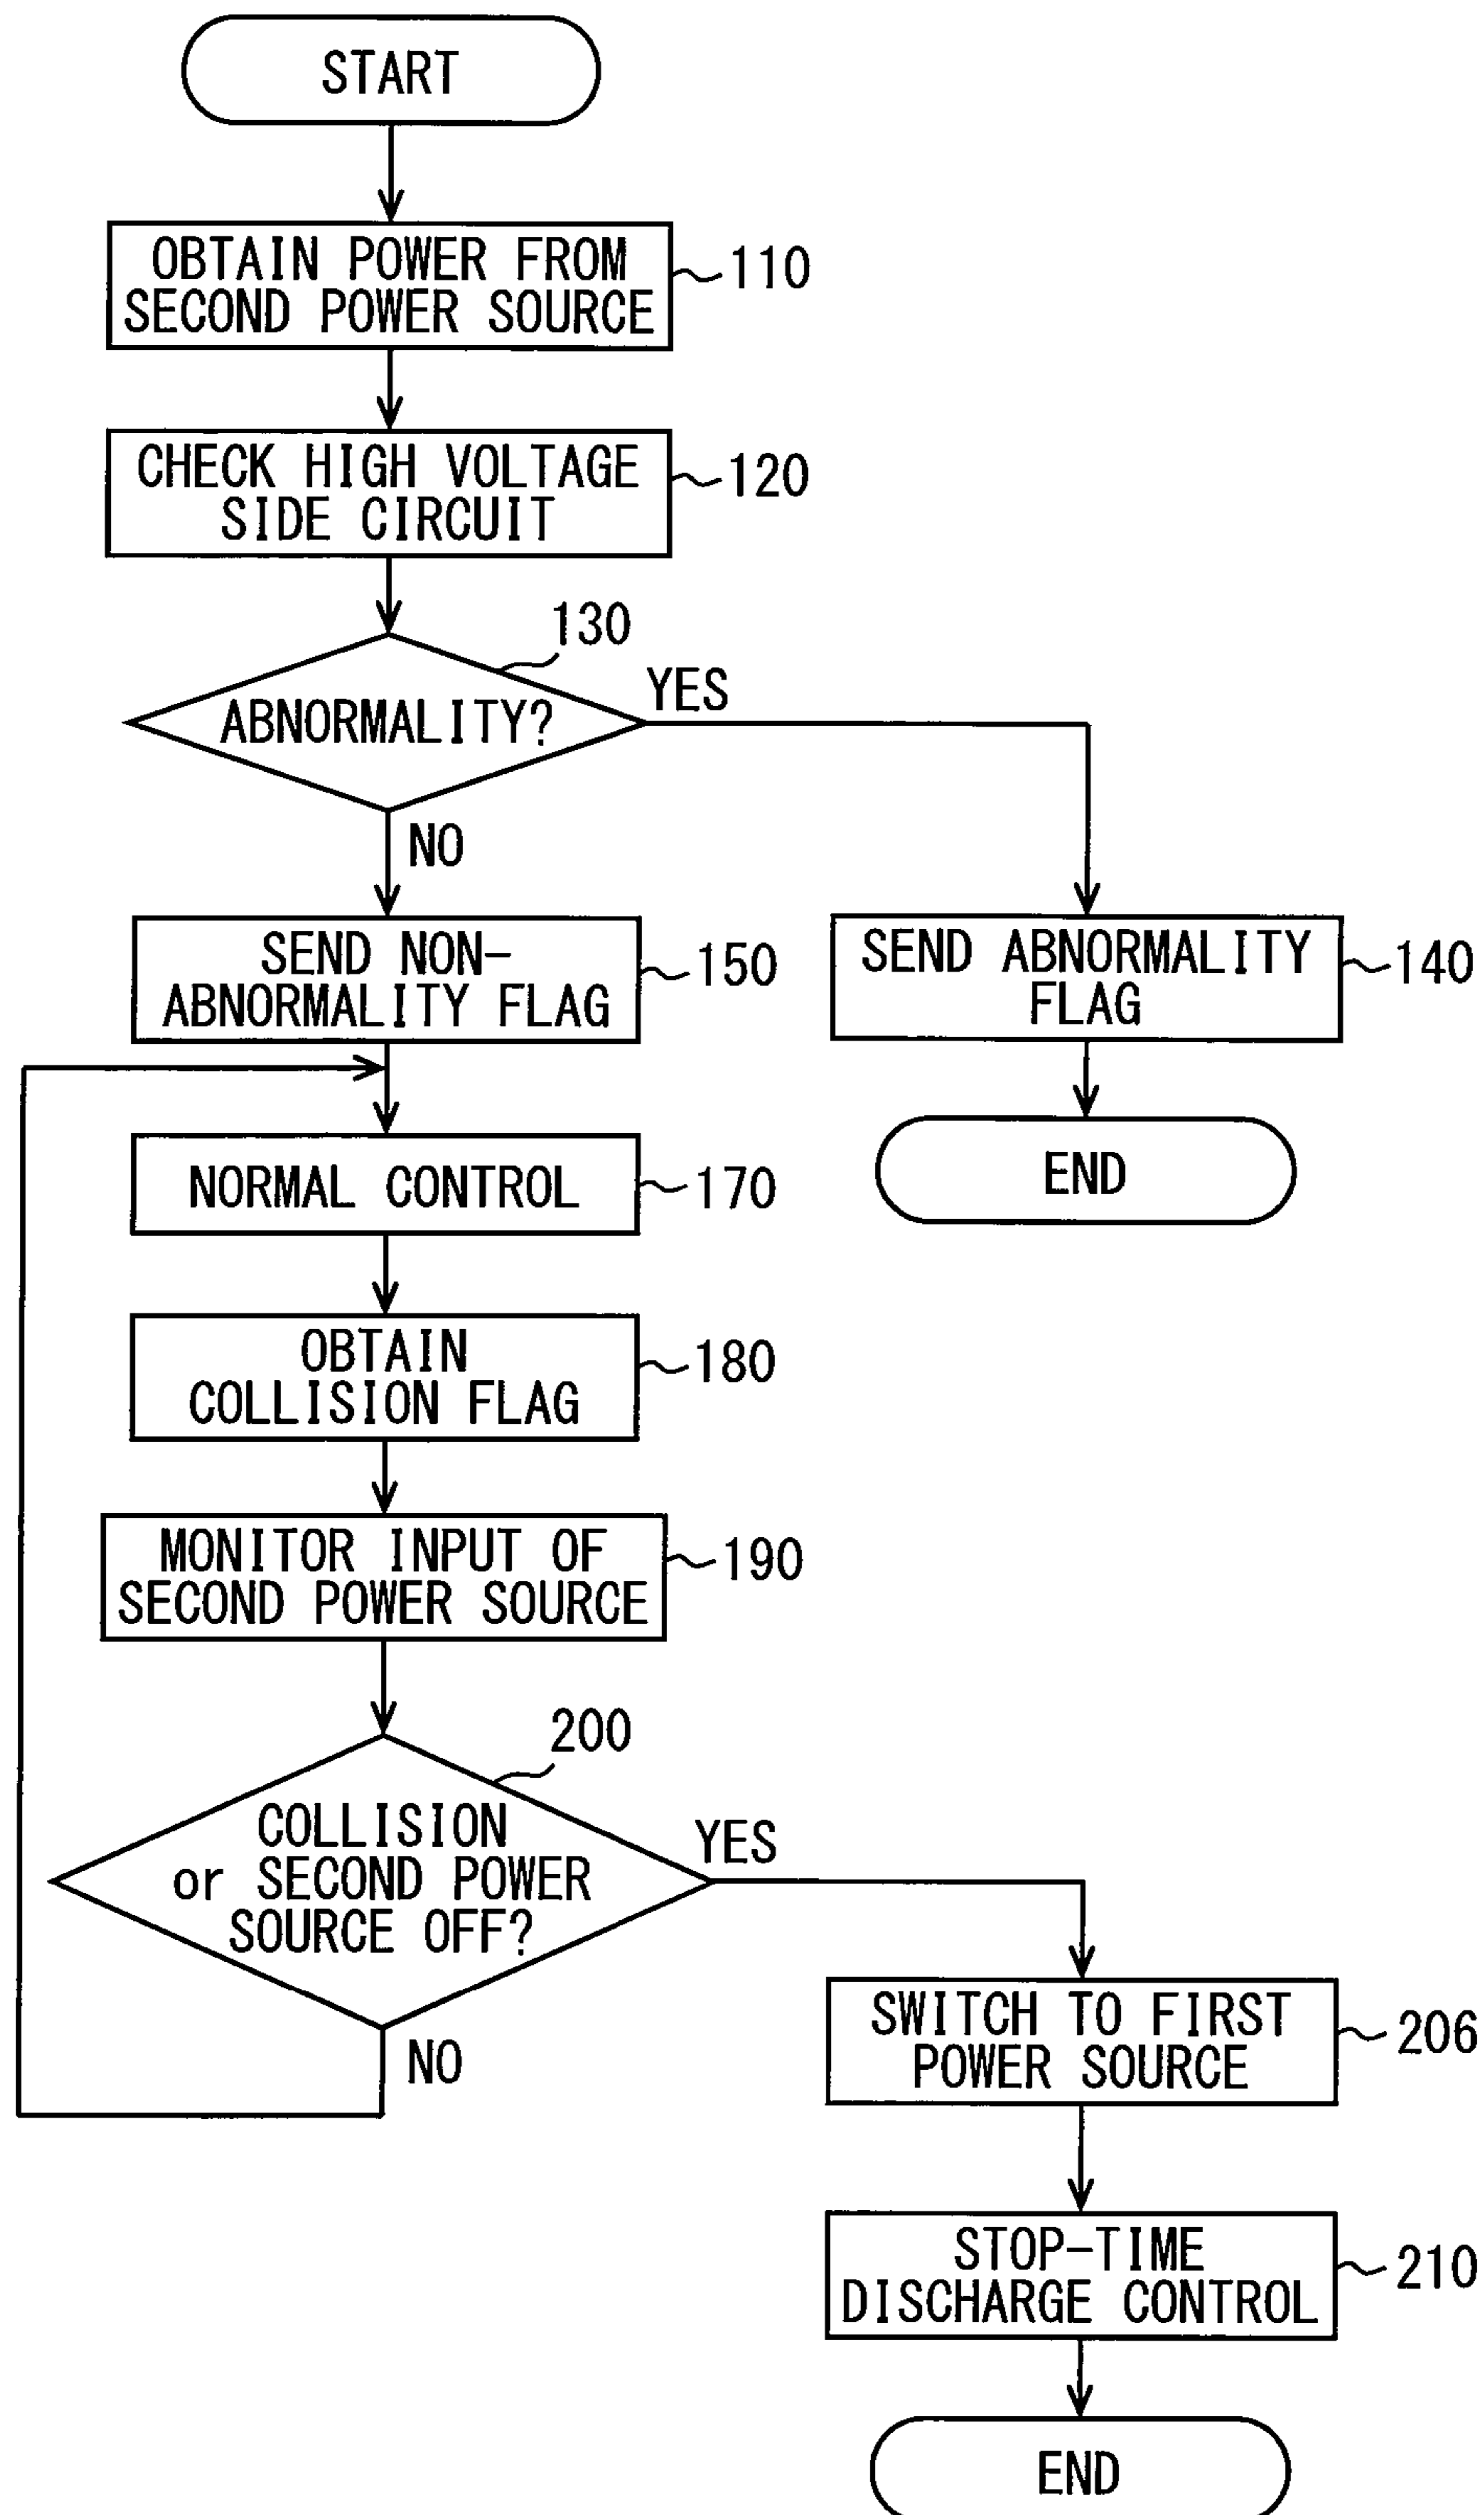 START
OBTAIN POWER FROM
SECOND POWER SOURCE
110
CHECK HIGH VOLTAGE
SIDE CIRCUIT
120
130
ABNORMALITY?
YES
NO
SEND NON-
ABNORMALITY FLAG
150
SEND ABNORMALITY
FLAG
140
END
NORMAL CONTROL
170
OBTAIN
COLLISION FLAG
180
MONITOR INPUT OF
SECOND POWER SOURCE
190
200
COLLISION
or SECOND POWER
SOURCE OFF?
YES
NO
SWITCH TO FIRST
POWER SOURCE
206
STOP-TIME
DISCHARGE CONTROL
210
END